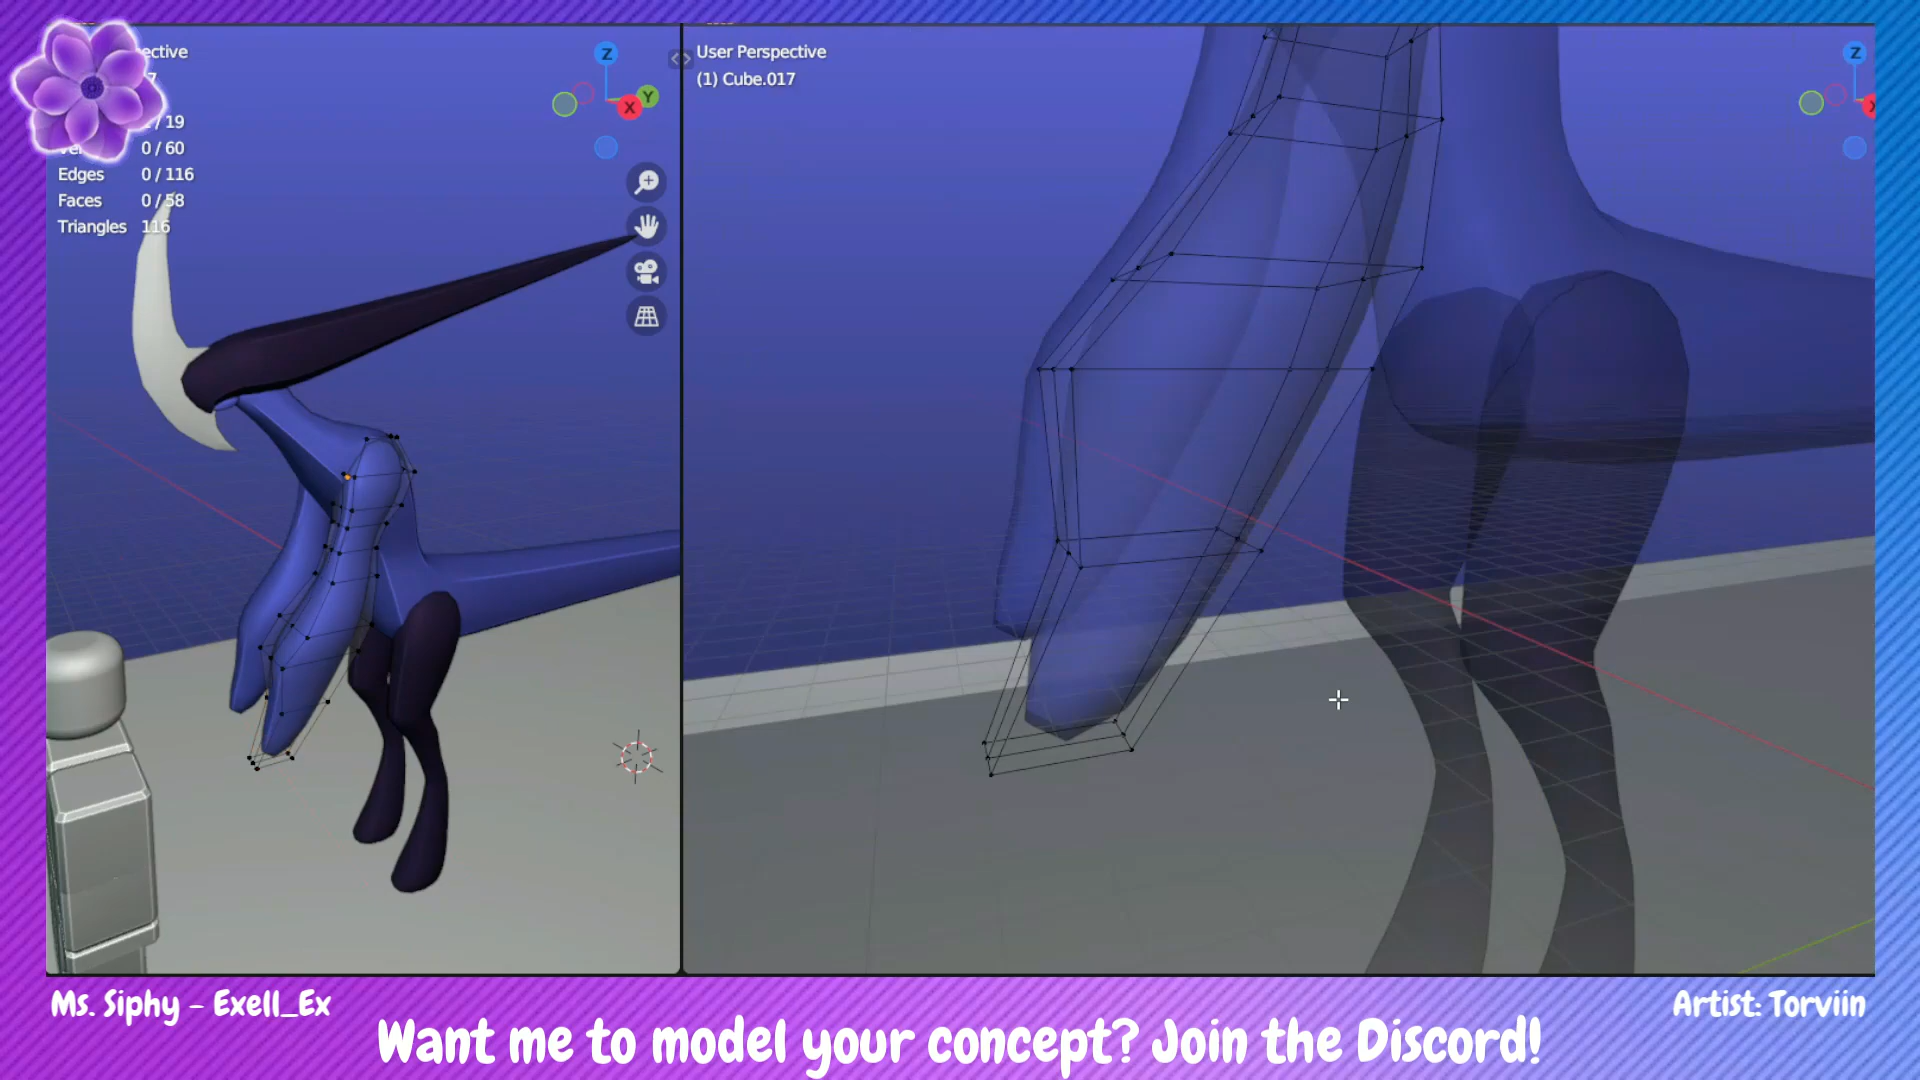 ective
7
/ 19
0 / 60
Edges 0 / 116
Faces 0 / 58
Triangles 116
Z
Y
X
User Perspective
(1) Cube.017
Z
X
Ms. Siphy - Exell_Ex
Artist: Torviin
Want me to model your concept? Join the Discord!